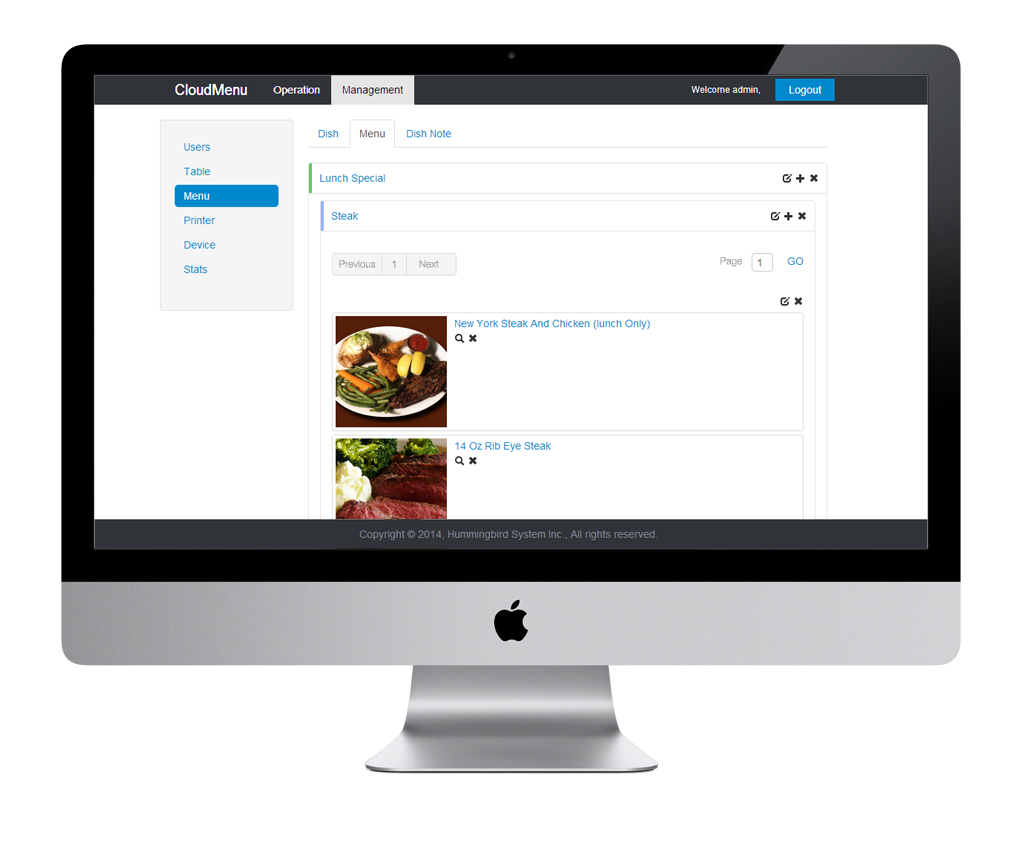 CloudMenu Operation Management Welcome admin, Logout
Users
Table
Menu
Printer
Device
Stats
Dish Menu Dish Note
Lunch Special
Steak
Previous 1 Next Page 1 GO
New York Steak And Chicken (lunch Only)
14 Oz Rib Eye Steak
Copyright © 2014, Hummingbird System Inc., All rights reserved.